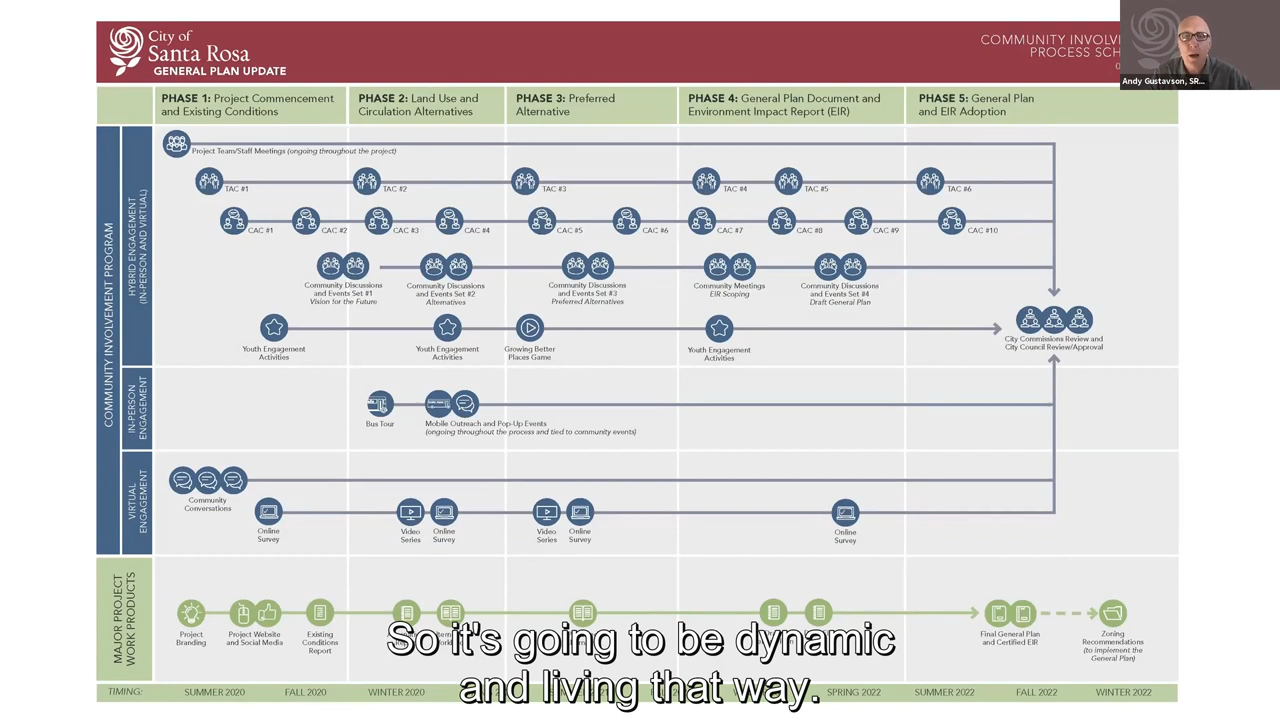 City of
Santa Rosa
GENERAL PLAN UPDATE
COMMUNITY
PROCESS
Andy Gustavson, SR...
PHASE 1: Project Commencement
and Existing Conditions
PHASE 2: Land Use and
Circulation Alternatives
PHASE 3: Preferred
Alternative
PHASE 4: General Plan Document and
Environment Impact Report (EIR)
PHASE 5: General Plan
and EIR Adoption
COMMUNITY INVOLVEMENT PROGRAM
HYBRID ENGAGEMENT
(IN-PERSON AND VIRTUAL)
Project Team/Staff Meetings (ongoing throughout the project)
TAC #1
TAC #2
TAC #3
TAC #4
TAC #5
TAC #6
CAC #1
CAC #2
CAC #3
CAC #4
CAC #5
CAC #6
CAC #7
CAC #8
CAC #9
CAC #10
Community Discussions
and Events Set #1
Vision for the Future
Community Discussions
and Events Set #2
Alternatives
Community Discussions
and Events Set #3
Preferred Alternatives
Community Meetings
EIR Scoping
Community Discussions
and Events Set #4
Draft General Plan
Youth Engagement
Activities
Youth Engagement
Activities
Growing Better
Places Game
Youth Engagement
Activities
City Commissions Review and
City Council Review/Approval
IN-PERSON
ENGAGEMENT
Bus Tour
Mobile Outreach and Pop-Up Events
(ongoing throughout the process and tied to community events)
VIRTUAL
ENGAGEMENT
Community
Conversations
Online
Survey
Video
Series
Online
Survey
Video
Series
Online
Survey
Online
Survey
MAJOR PROJECT
WORK PRODUCTS
Project
Branding
Project Website
and Social Media
Existing
Conditions
Report
Final General Plan
and Certified EIR
Zoning
Recommendations
(to implement the
General Plan)
So it's going to be dynamic
and living that way.
TIMING:
SUMMER 2020
FALL 2020
WINTER 2020
SPRING 2022
SUMMER 2022
FALL 2022
WINTER 2022